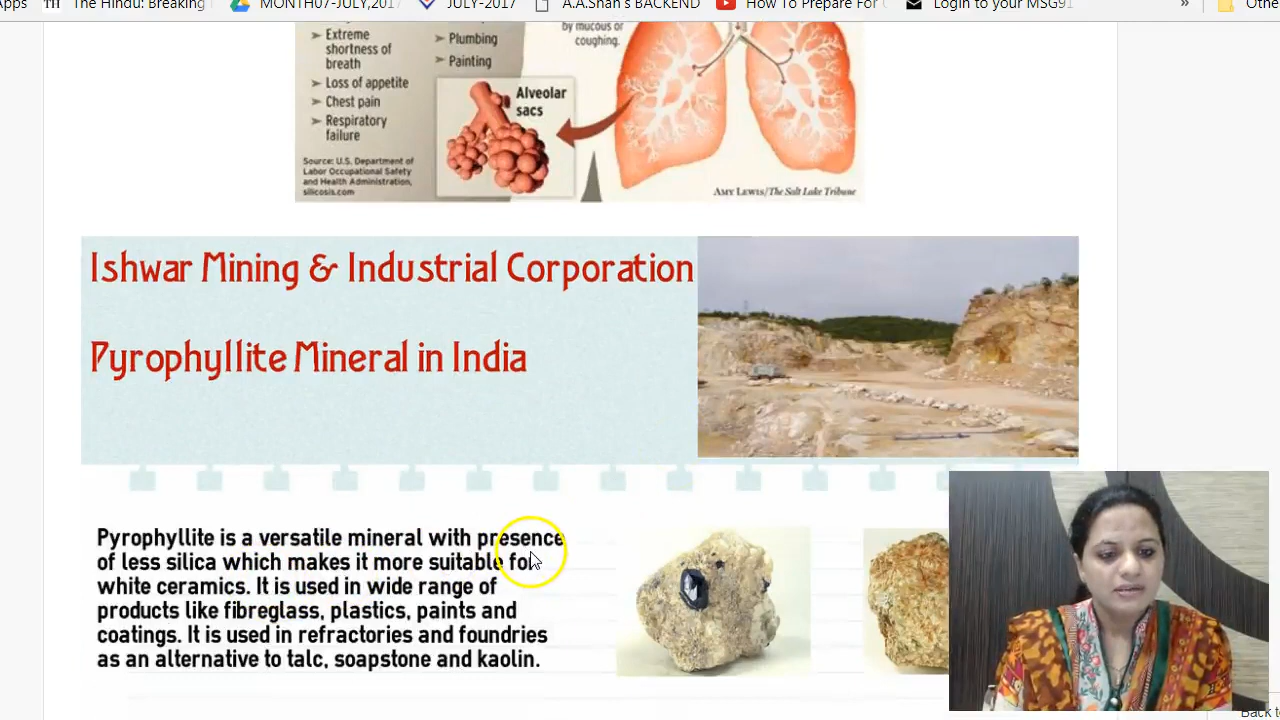 Apps
The Hindu: Breaking
MONTH07-JULY,2017
JULY-2017
A.A.Shah's BACKEND
How To Prepare For
Login to your MSG91
»
Othe
➢ Extreme
shortness of
breath
➢ Loss of appetite
➢ Chest pain
➢ Respiratory
failure
➢ Plumbing
➢ Painting
by mucous or
coughing.
Alveolar
sacs
Source: U.S. Department of
Labor Occupational Safety
and Health Administration,
silicosis.com
AMY LEWIS/The Salt Lake Tribune
Ishwar Mining & Industrial Corporation
Pyrophyllite Mineral in India
Pyrophyllite is a versatile mineral with presence
of less silica which makes it more suitable for
white ceramics. It is used in wide range of
products like fibreglass, plastics, paints and
coatings. It is used in refractories and foundries
as an alternative to talc, soapstone and kaolin.
Back to